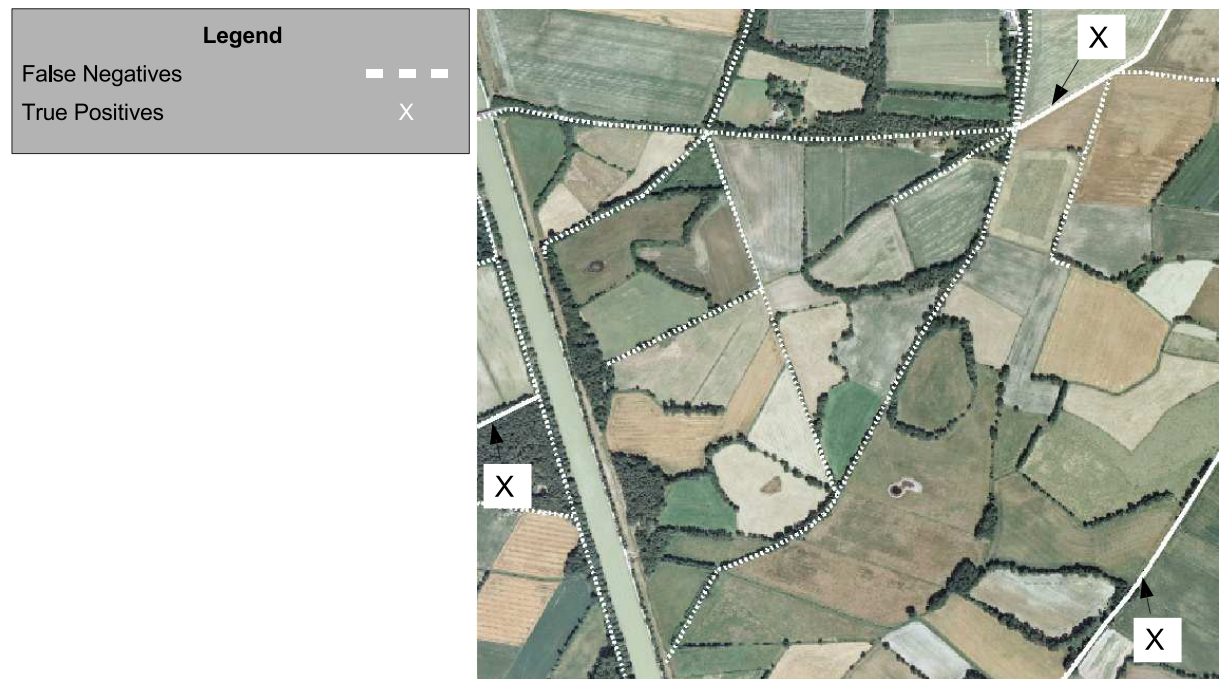 Legend
False Negatives
True Positives X
X
X
X